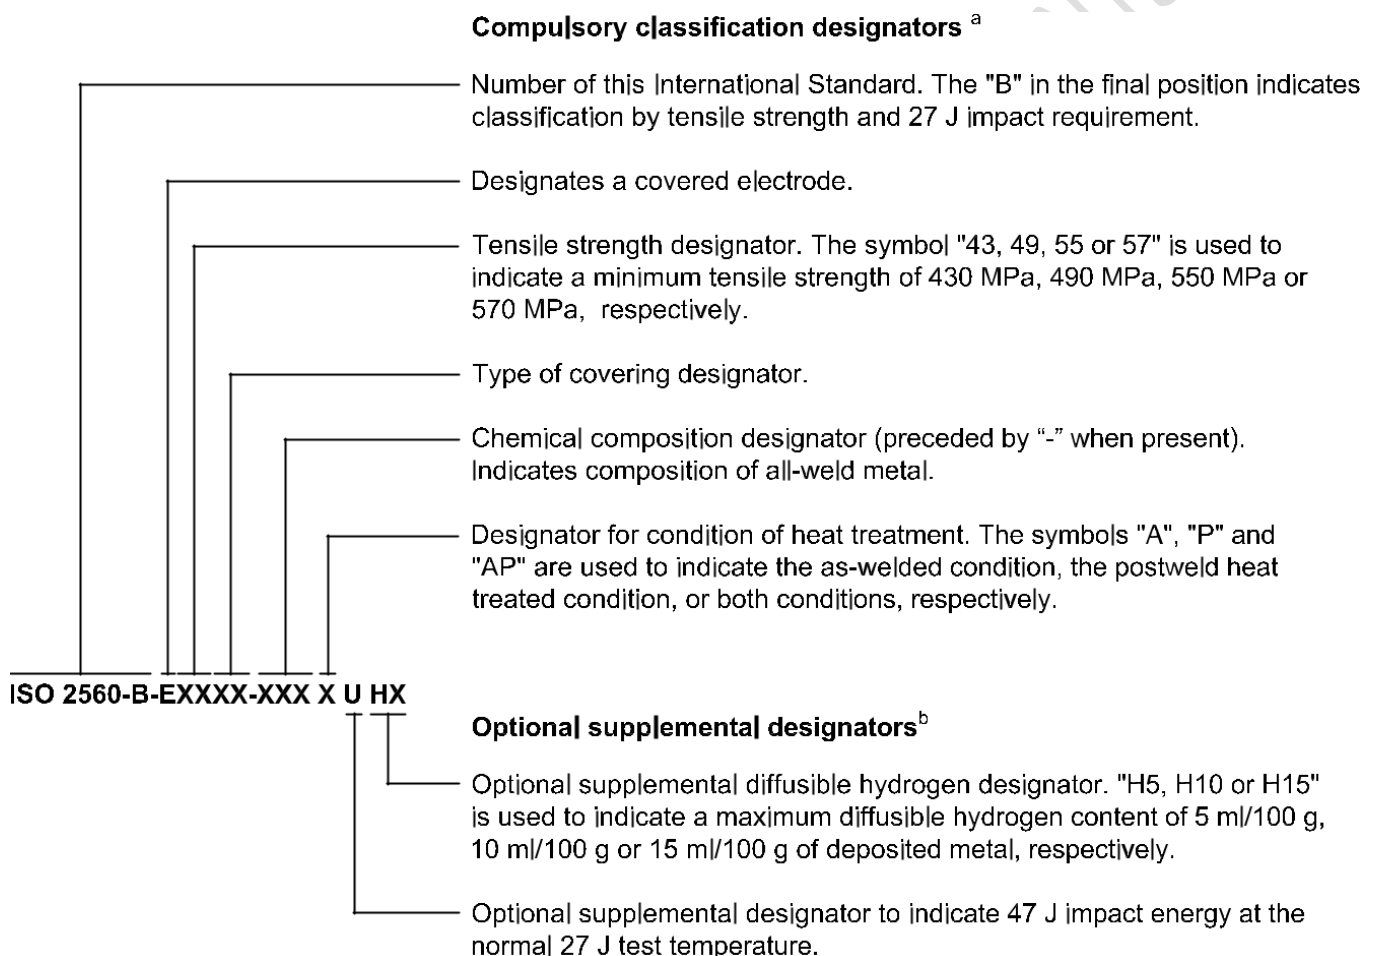 Compulsory classification designators a
Number of this International Standard. The "B" in the final position indicates
classification by tensile strength and 27 J impact requirement.
Designates a covered electrode.
Tensile strength designator. The symbol "43, 49, 55 or 57" is used to
indicate a minimum tensile strength of 430 MPa, 490 MPa, 550 MPa or
570 MPa, respectively.
Type of covering designator.
Chemical composition designator (preceded by “-” when present).
Indicates composition of all-weld metal.
Designator for condition of heat treatment. The symbols "A", "P" and
"AP" are used to indicate the as-welded condition, the postweld heat
treated condition, or both conditions, respectively.
ISO 2560-B-EXXXX-XXX X U HX
Optional supplemental designators b
Optional supplemental diffusible hydrogen designator. "H5, H10 or H15"
is used to indicate a maximum diffusible hydrogen content of 5 ml/100 g,
10 ml/100 g or 15 ml/100 g of deposited metal, respectively.
Optional supplemental designator to indicate 47 J impact energy at the
normal 27 J test temperature.